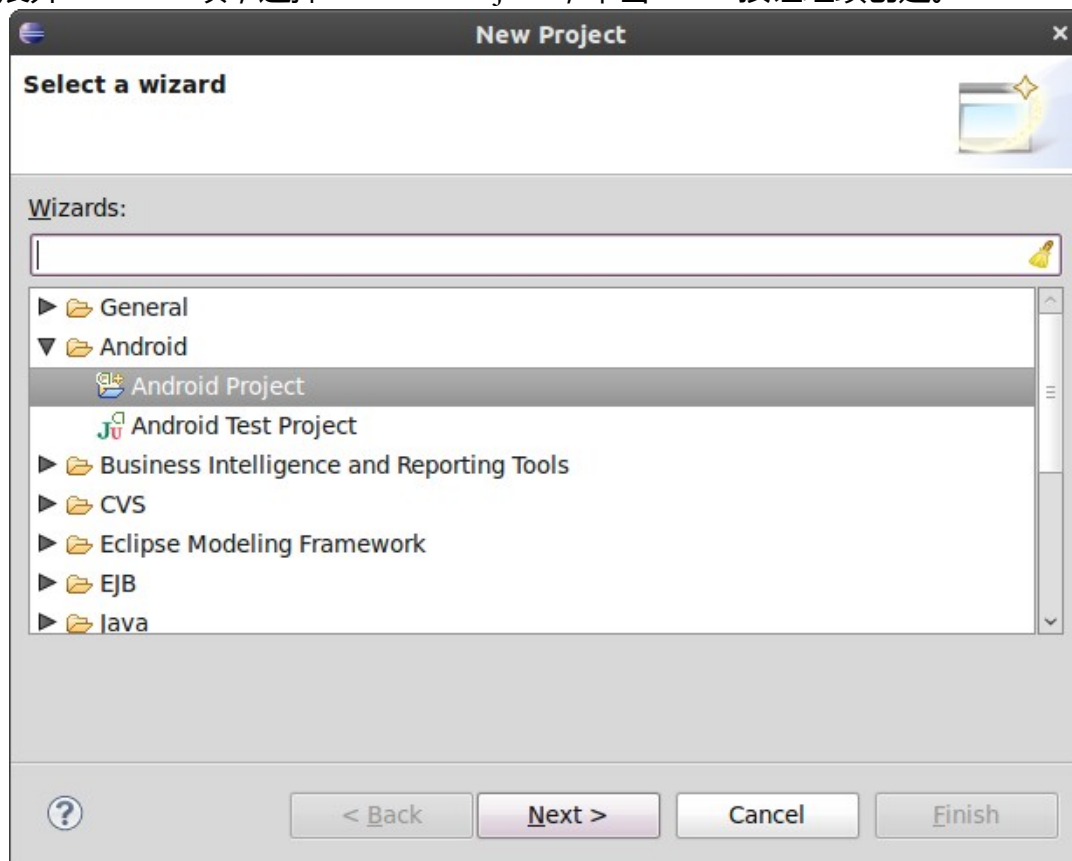 New Project
Select a wizard
Wizards:
General
Android
Android Project
Android Test Project
Business Intelligence and Reporting Tools
CVS
Eclipse Modeling Framework
EJB
Java
< Back Next > Cancel Finish